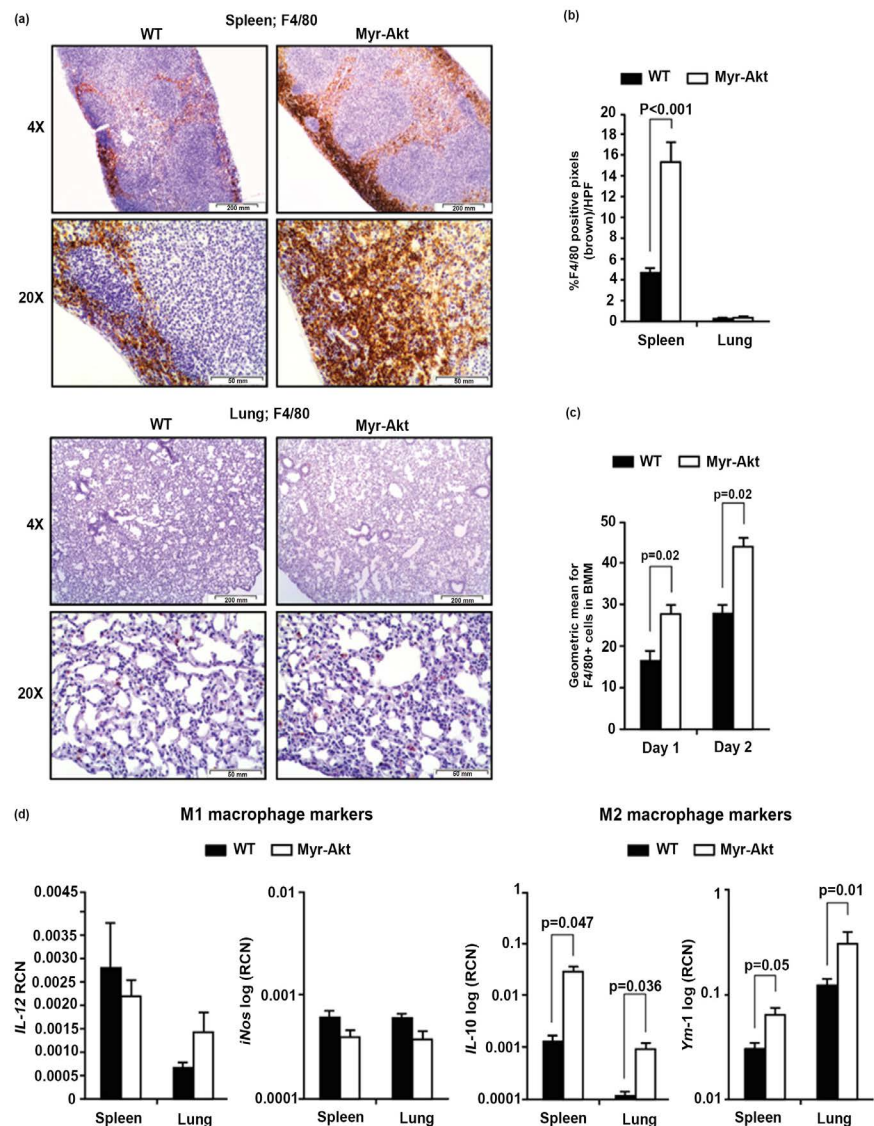 (a)
Spleen; F4/80
WT
Myr-Akt
4X
200 mm
200 mm
20X
50 mm
50 mm
Lung; F4/80
WT
Myr-Akt
4X
200 mm
200 mm
20X
50 mm
60 mm
(b)
WT Myr-Akt
P<0.001
20
18
16
14
12
10
8
6
4
2
0
%F4/80 positive pixels
(brown)/HPF
Spleen Lung
(c)
WT Myr-Akt
p=0.02
p=0.02
50
40
30
20
10
0
Geometric mean for
F4/80+ cells in BMM
Day 1 Day 2
(d)
M1 macrophage markers
WT Myr-Akt
0.0045
0.004
0.0035
0.003
0.0025
0.002
0.0015
0.001
0.0005
0
IL-12 RCN
Spleen Lung
0.01
0.001
0.0001
iNos log (RCN)
Spleen Lung
M2 macrophage markers
WT Myr-Akt
p=0.047
p=0.036
1
0.1
0.01
0.001
0.0001
IL-10 log (RCN)
Spleen Lung
p=0.01
p=0.05
1
0.1
0.01
Ym-1 log (RCN)
Spleen Lung